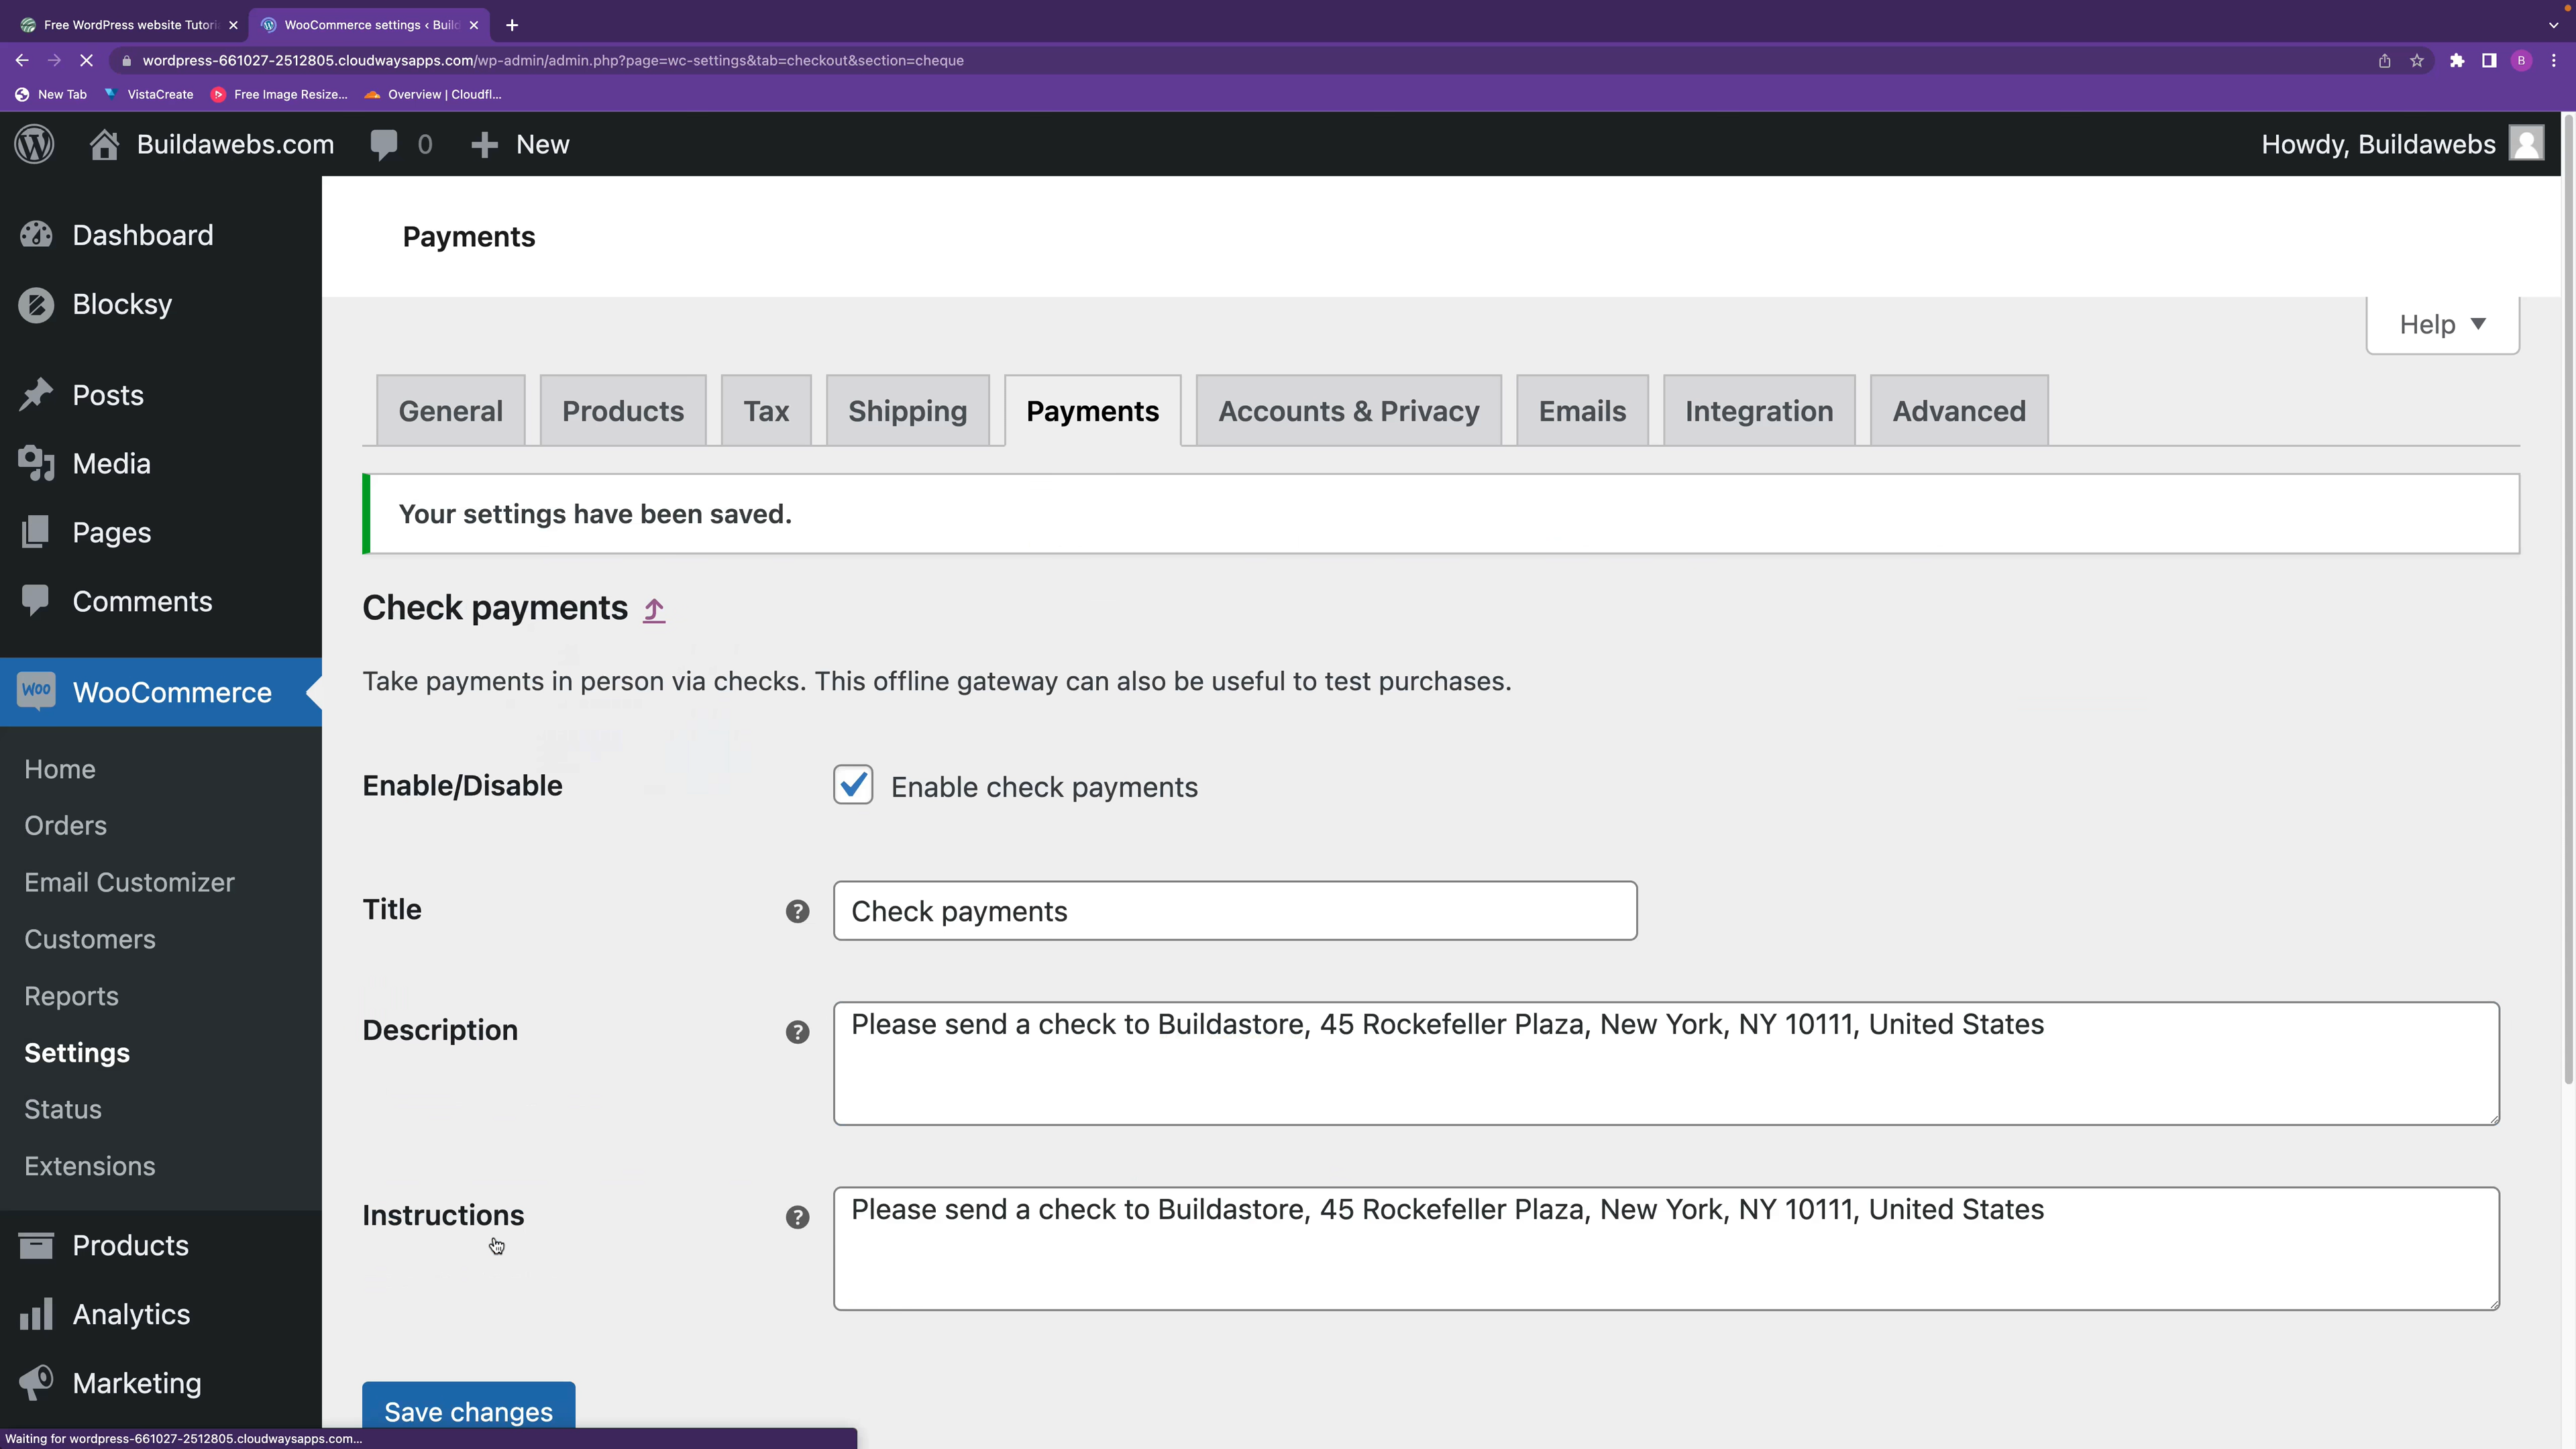 Free WordPress website Tutori
WooCommerce settings ‹ Build
wordpress-661027-2512805.cloudwaysapps.com/wp-admin/admin.php?page=wc-settings&tab=checkout&section=cheque
B
New Tab
VistaCreate
Free Image Resize...
Overview | Cloudfl...
Buildawebs.com
0
New
Howdy, Buildawebs
Dashboard
Blocksy
Posts
Media
Pages
Comments
Woo
WooCommerce
Home
Orders
Email Customizer
Customers
Reports
Settings
Status
Extensions
Products
Analytics
Marketing
Payments
Help
General
Products
Tax
Shipping
Payments
Accounts & Privacy
Emails
Integration
Advanced
Your settings have been saved.
Check payments
Take payments in person via checks. This offline gateway can also be useful to test purchases.
Enable/Disable
Enable check payments
Title
?
Check payments
Description
?
Please send a check to Buildastore, 45 Rockefeller Plaza, New York, NY 10111, United States
Instructions
?
Please send a check to Buildastore, 45 Rockefeller Plaza, New York, NY 10111, United States
Save changes
Waiting for wordpress-661027-2512805.cloudwaysapps.com...